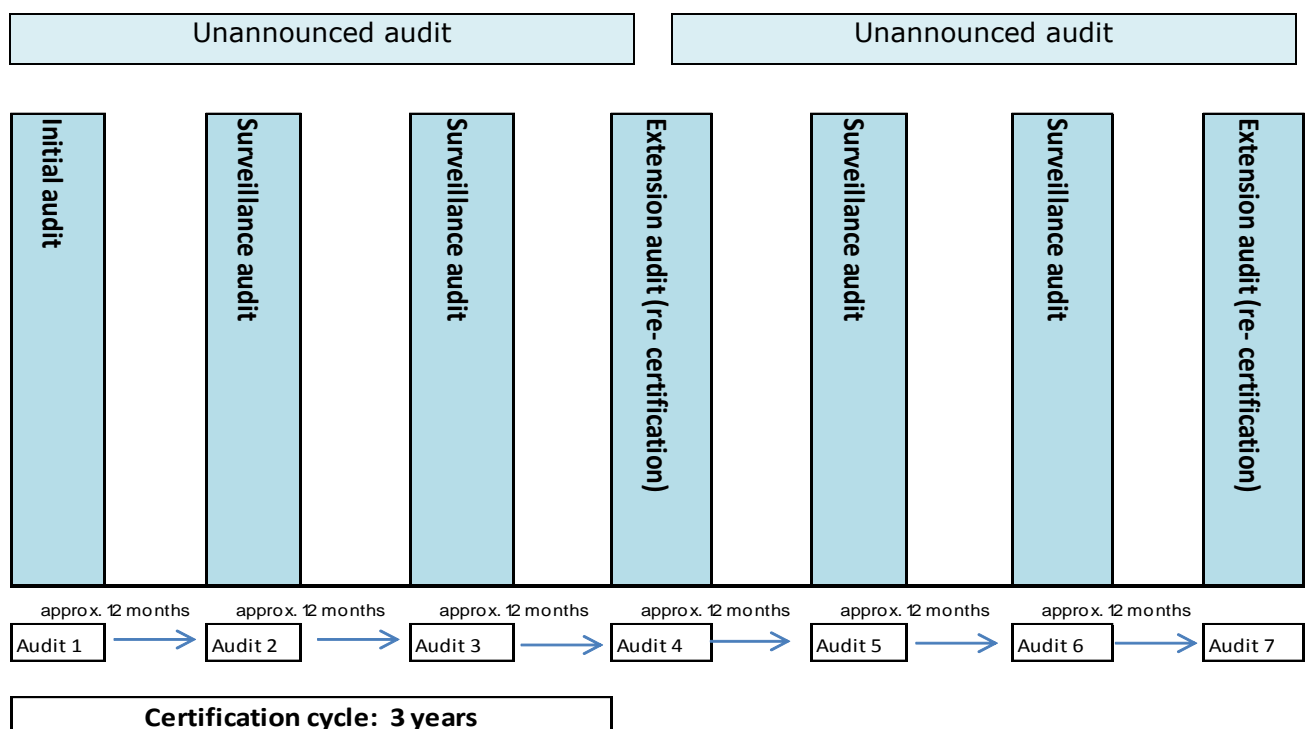 Unannounced audit
Unannounced audit
Initial audit
Surveillance audit
Surveillance audit
Extension audit (re- certification)
Surveillance audit
Surveillance audit
Extension audit (re- certification)
approx. 12 months
approx. 12 months
approx. 12 months
approx. 12 months
approx. 12 months
approx. 12 months
Audit 1
Audit 2
Audit 3
Audit 4
Audit 5
Audit 6
Audit 7
Certification cycle: 3 years